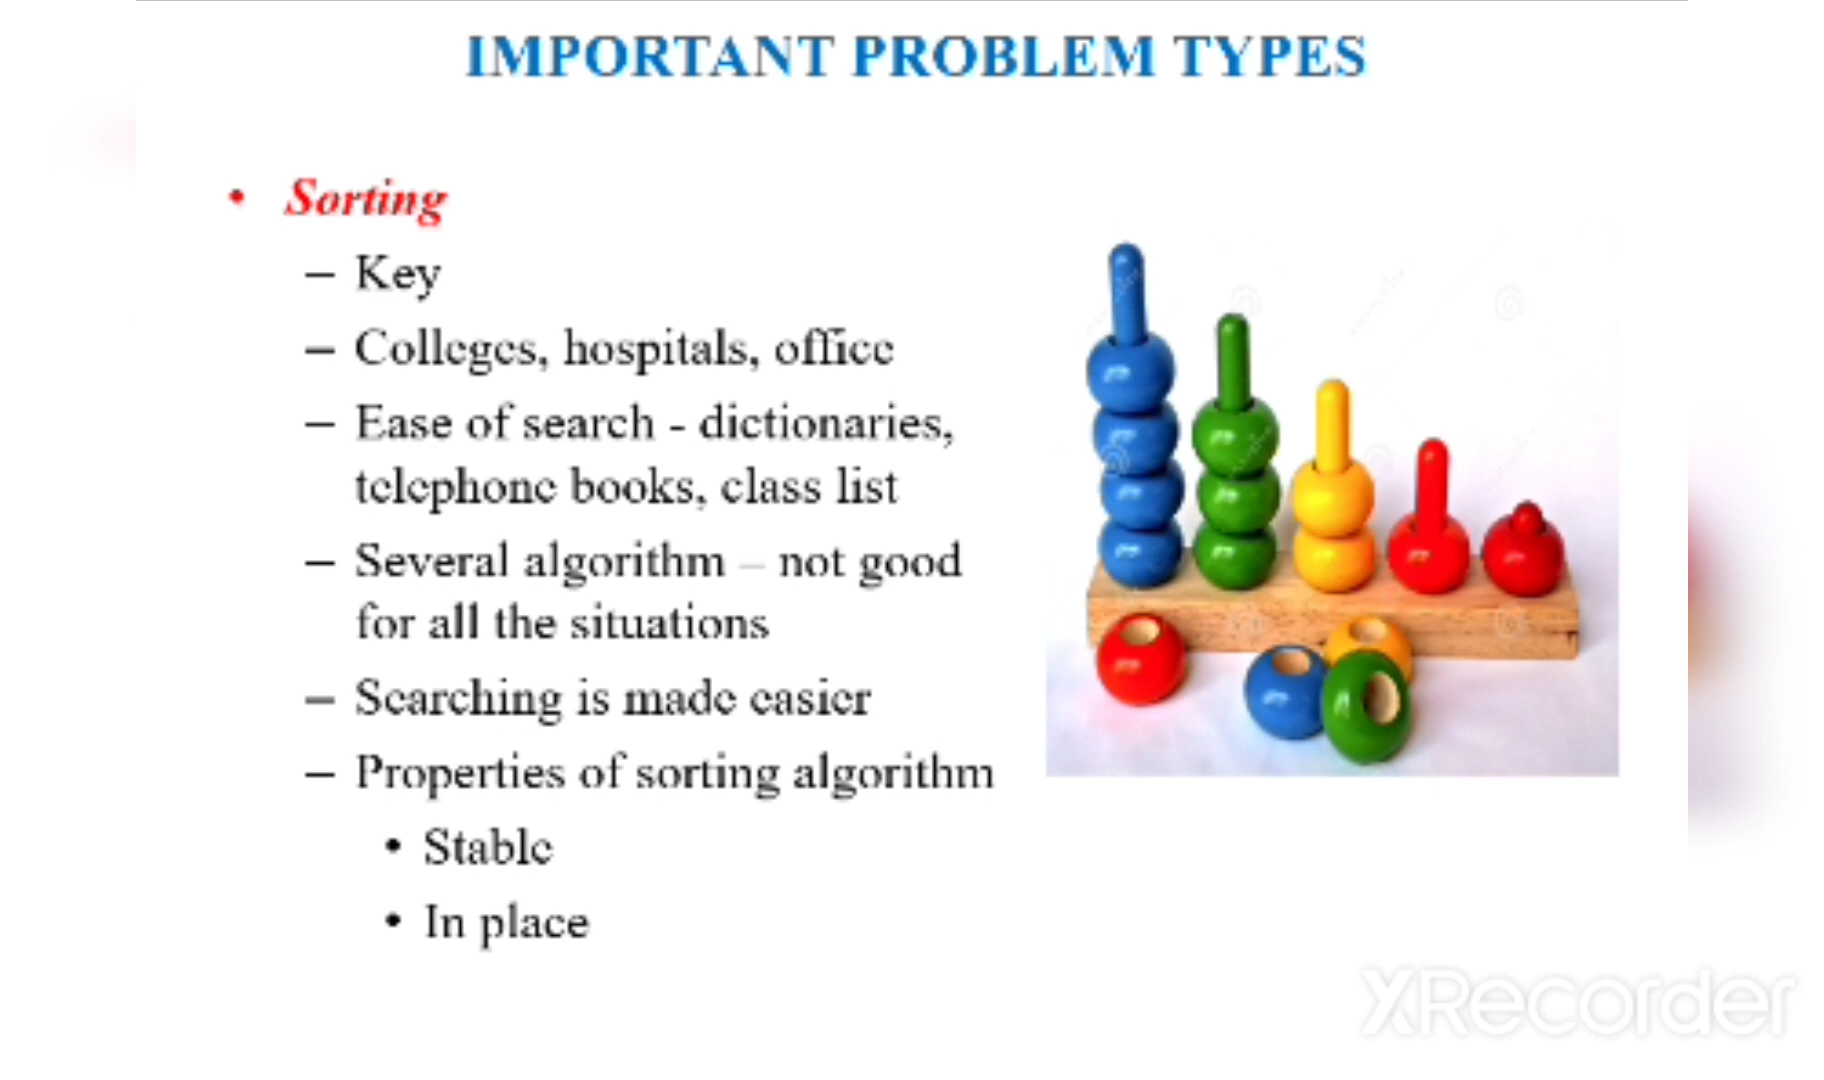 IMPORTANT PROBLEM TYPES
• Sorting
– Key
– Colleges, hospitals, office
– Ease of search - dictionaries,
telephone books, class list
– Several algorithm – not good
for all the situations
– Searching is made easier
– Properties of sorting algorithm
• Stable
• In place
XRecorder